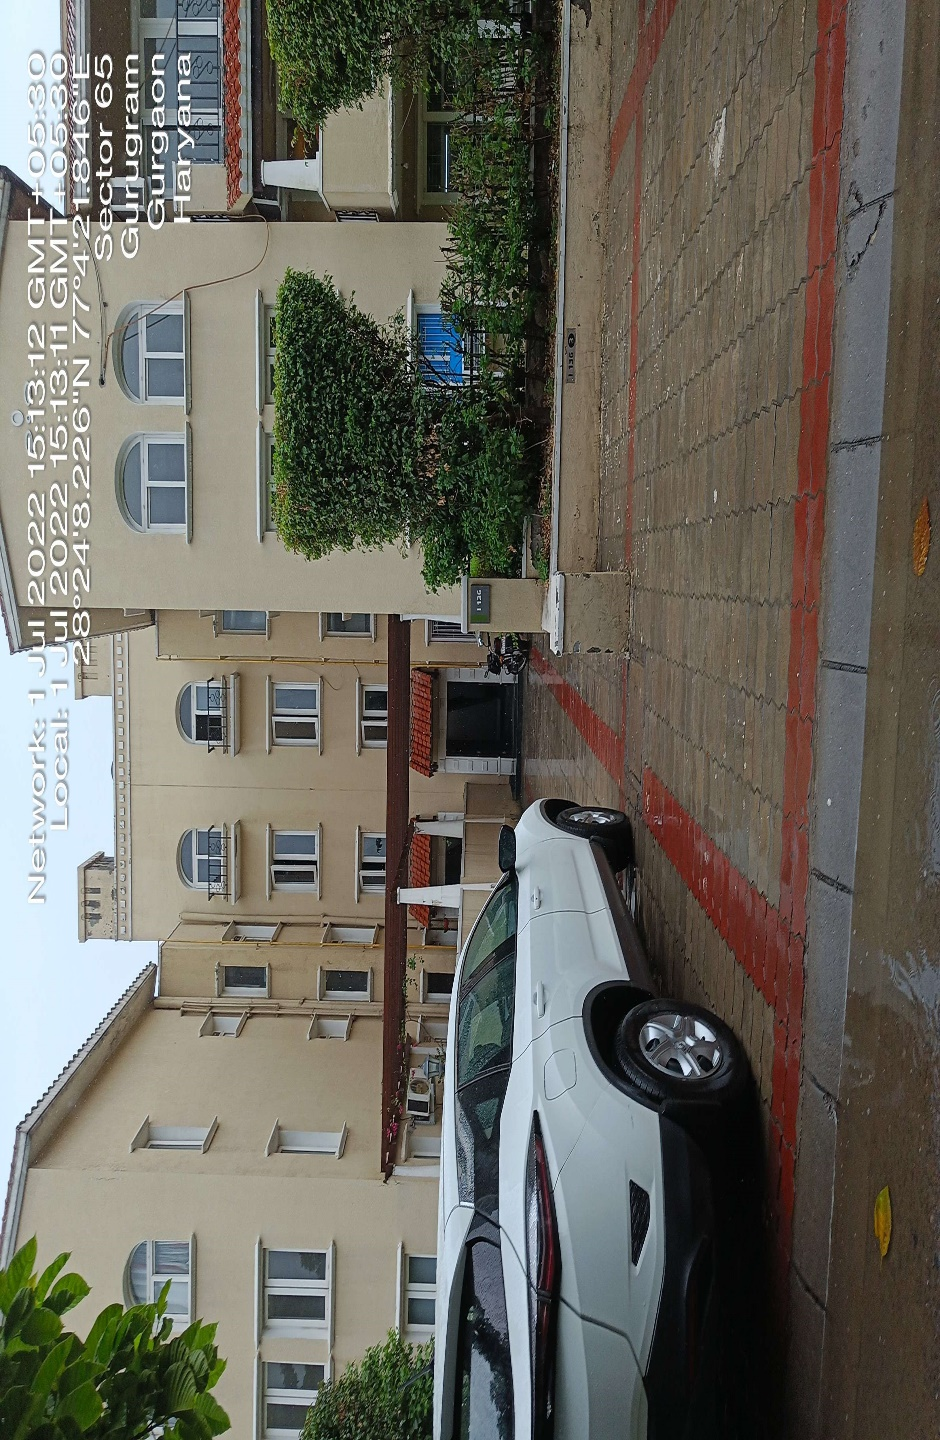 Network: 1 Jul 2022 15:13:12 GMT+05:30
Local: 1 Jul 2022 15:13:11 GMT+05:30
28°24'8.226"N 77°4'21.846"E
Sector 65
Gurugram
Gurgaon
Haryana